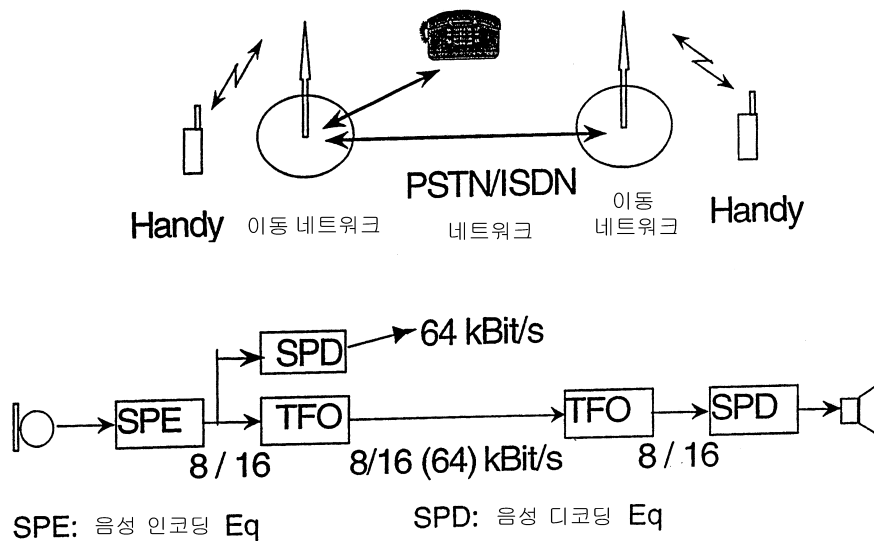 PSTN/ISDN
Handy 이동 네트워크 네트워크 이동 네트워크 Handy
SPD 64 kBit/s
SPE TFO TFO SPD
8 / 16 8/16 (64) kBit/s 8 / 16
SPE: 음성 인코딩 Eq SPD: 음성 디코딩 Eq